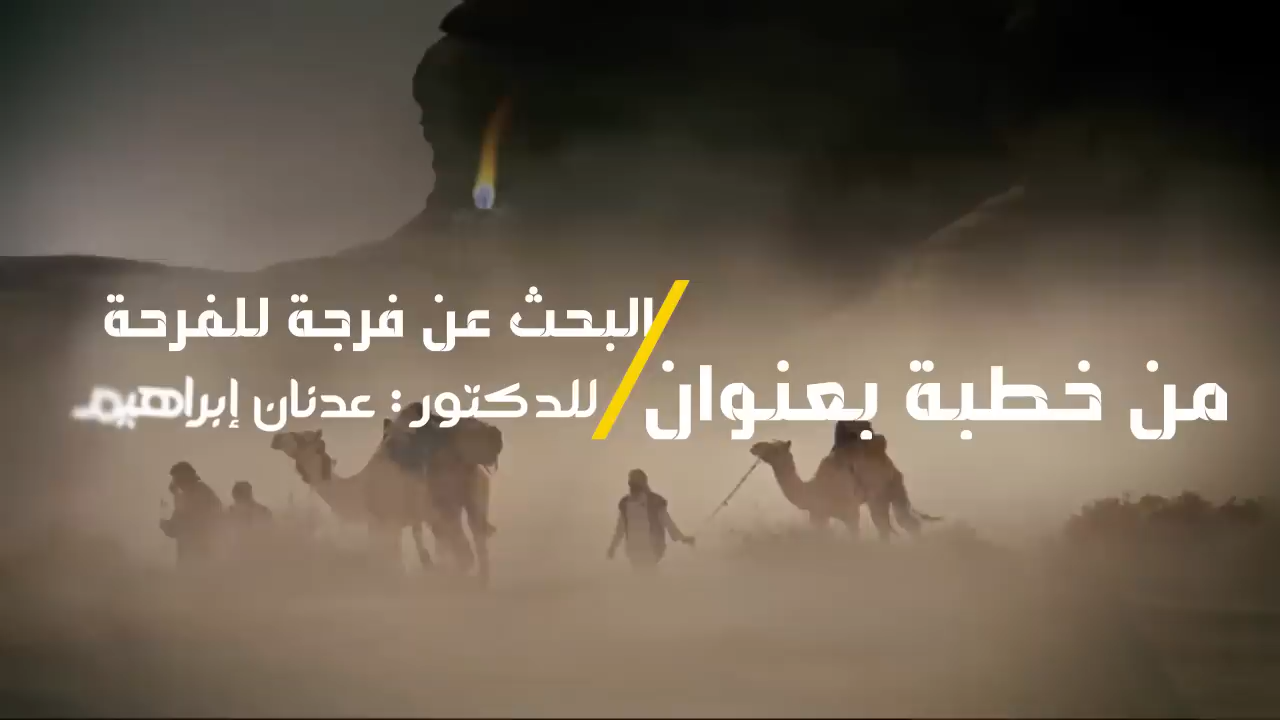 من خطبة بعنوان
البحث عن فرجة للفرحة
للدكتور : عدنان إبراهيم